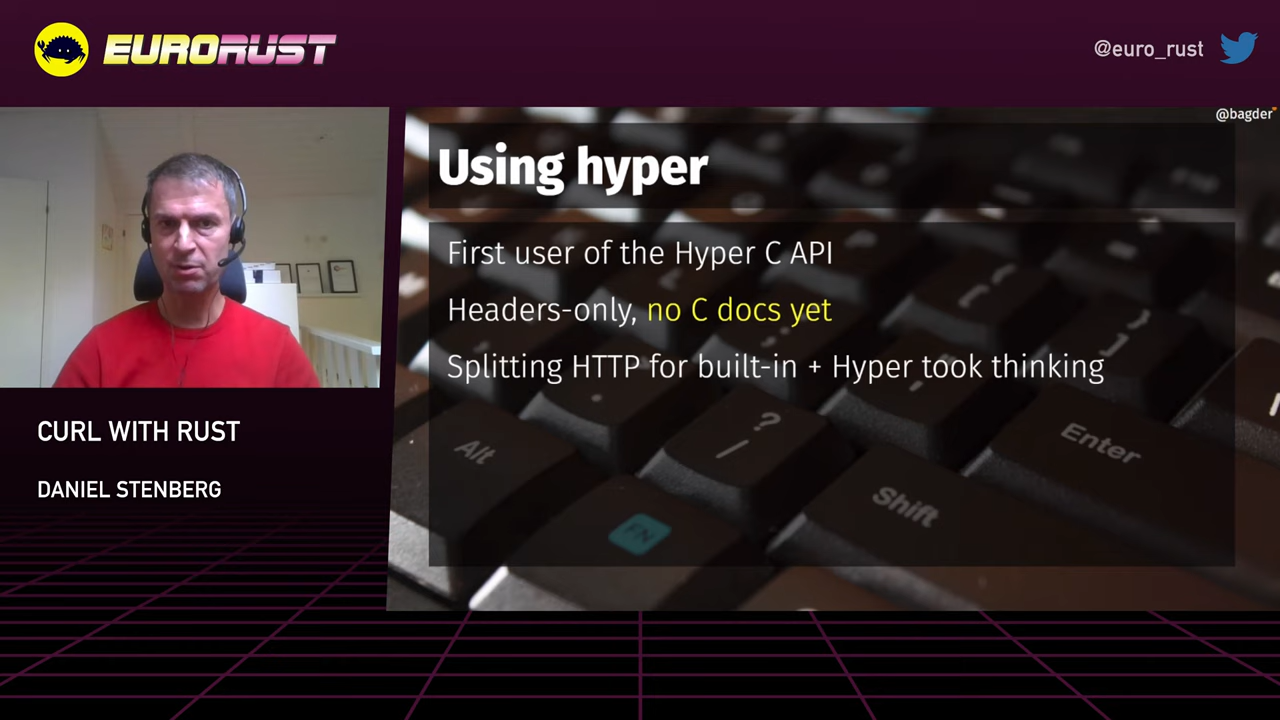 EURORUST
@euro_rust
@bagder
Using hyper
First user of the Hyper C API
Headers-only, no C docs yet
Splitting HTTP for built-in + Hyper took thinking
?
/
Alt
Enter
Shift
FN
CURL WITH RUST
DANIEL STENBERG